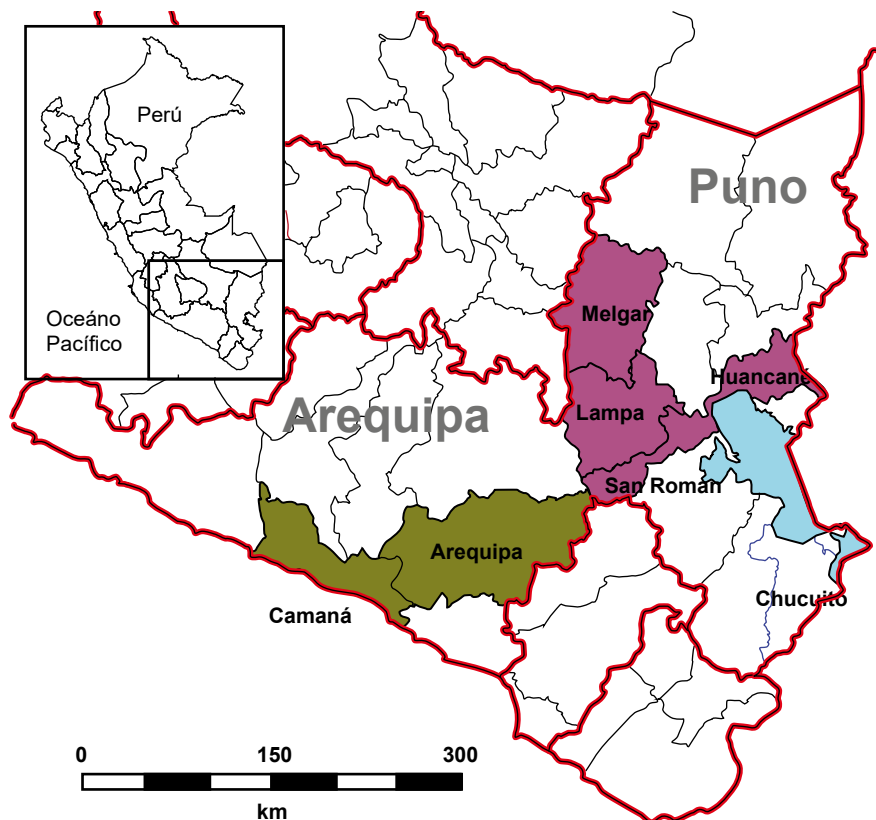 Perú
Oceáno
Pacífico
Puno
Melgar
Huancané
Lampa
Arequipa
San Román
Arequipa
Chucuito
Camaná
0 150 300
km